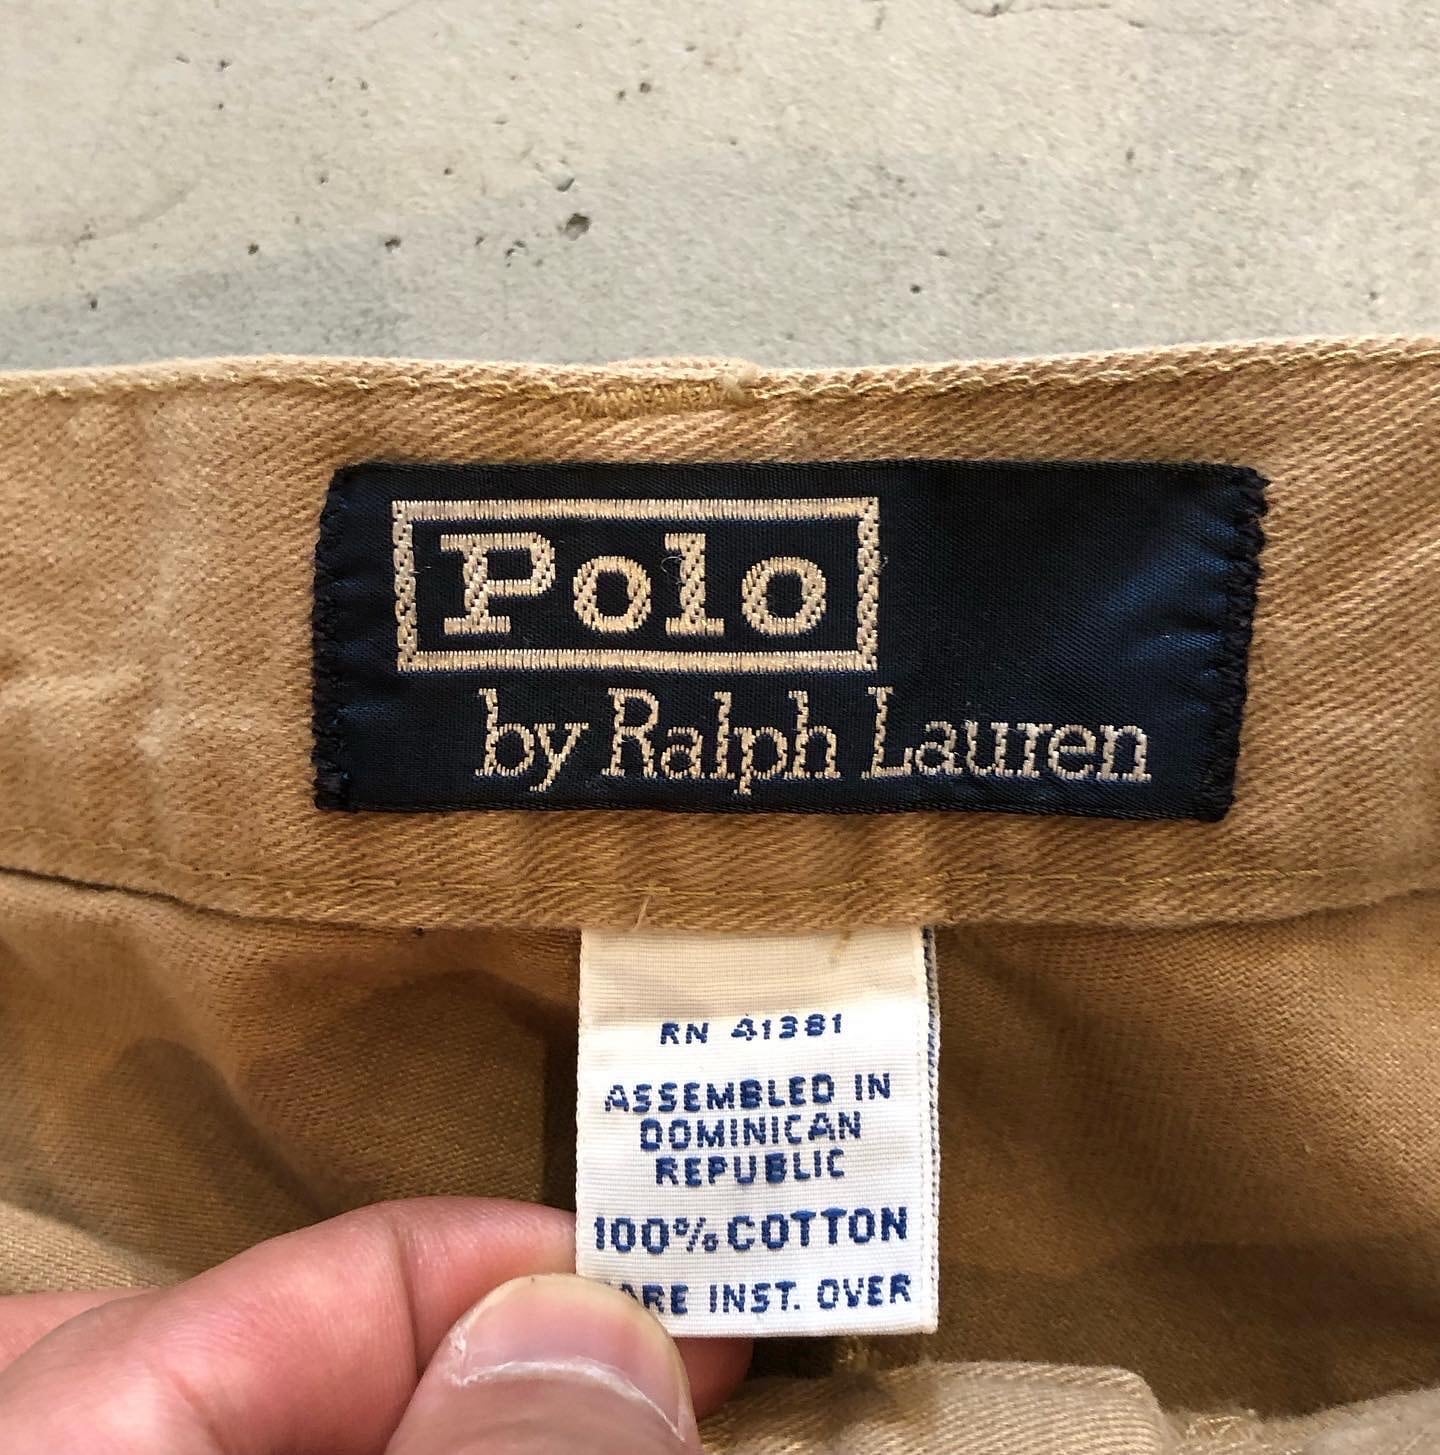 Polo
by Ralph Lauren
RN 41381
ASSEMBLED IN
DOMINICAN
REPUBLIC
100% COTTON
INST. OVER